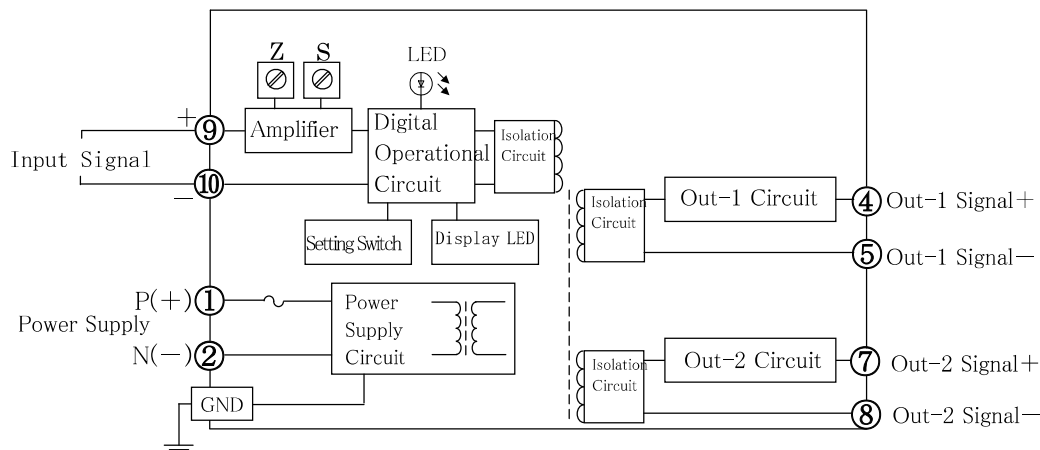 Z
S
LED
+
⑨
Amplifier
Digital
Operational
Circuit
Isolation
Circuit
Input Signal
⑩
−
Setting Switch
Display LED
Isolation
Circuit
Out-1 Circuit
④
Out-1 Signal+
⑤
Out-1 Signal−
P(+)
①
Power Supply
N(−)
②
Power
Supply
Circuit
GND
Isolation
Circuit
Out-2 Circuit
⑦
Out-2 Signal+
⑧
Out-2 Signal−